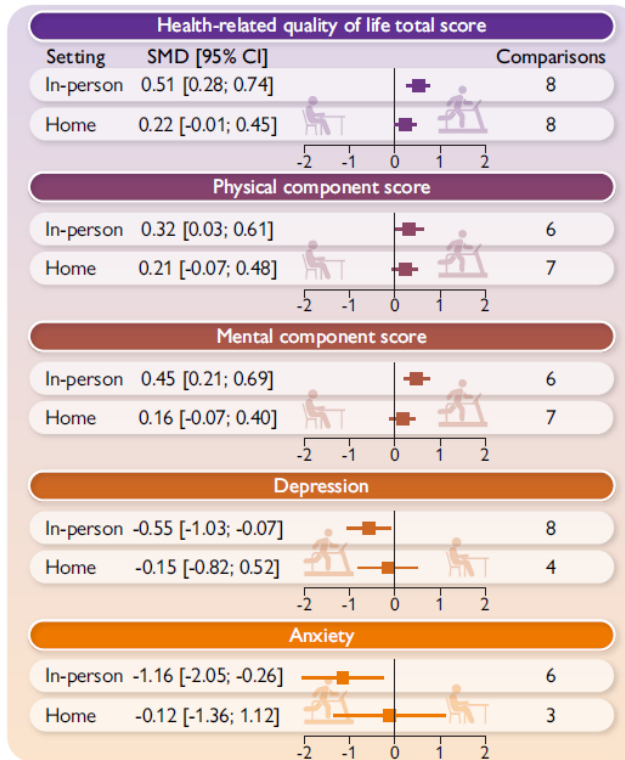 Health-related quality of life total score
Setting SMD [95% CI] Comparisons
In-person 0.51 [0.28; 0.74] 8
Home 0.22 [-0.01; 0.45] 8
-2 -1 0 1 2
Physical component score
In-person 0.32 [0.03; 0.61] 6
Home 0.21 [-0.07; 0.48] 7
-2 -1 0 1 2
Mental component score
In-person 0.45 [0.21; 0.69] 6
Home 0.16 [-0.07; 0.40] 7
-2 -1 0 1 2
Depression
In-person -0.55 [-1.03; -0.07] 8
Home -0.15 [-0.82; 0.52] 4
-2 -1 0 1 2
Anxiety
In-person -1.16 [-2.05; -0.26] 6
Home -0.12 [-1.36; 1.12] 3
-2 -1 0 1 2